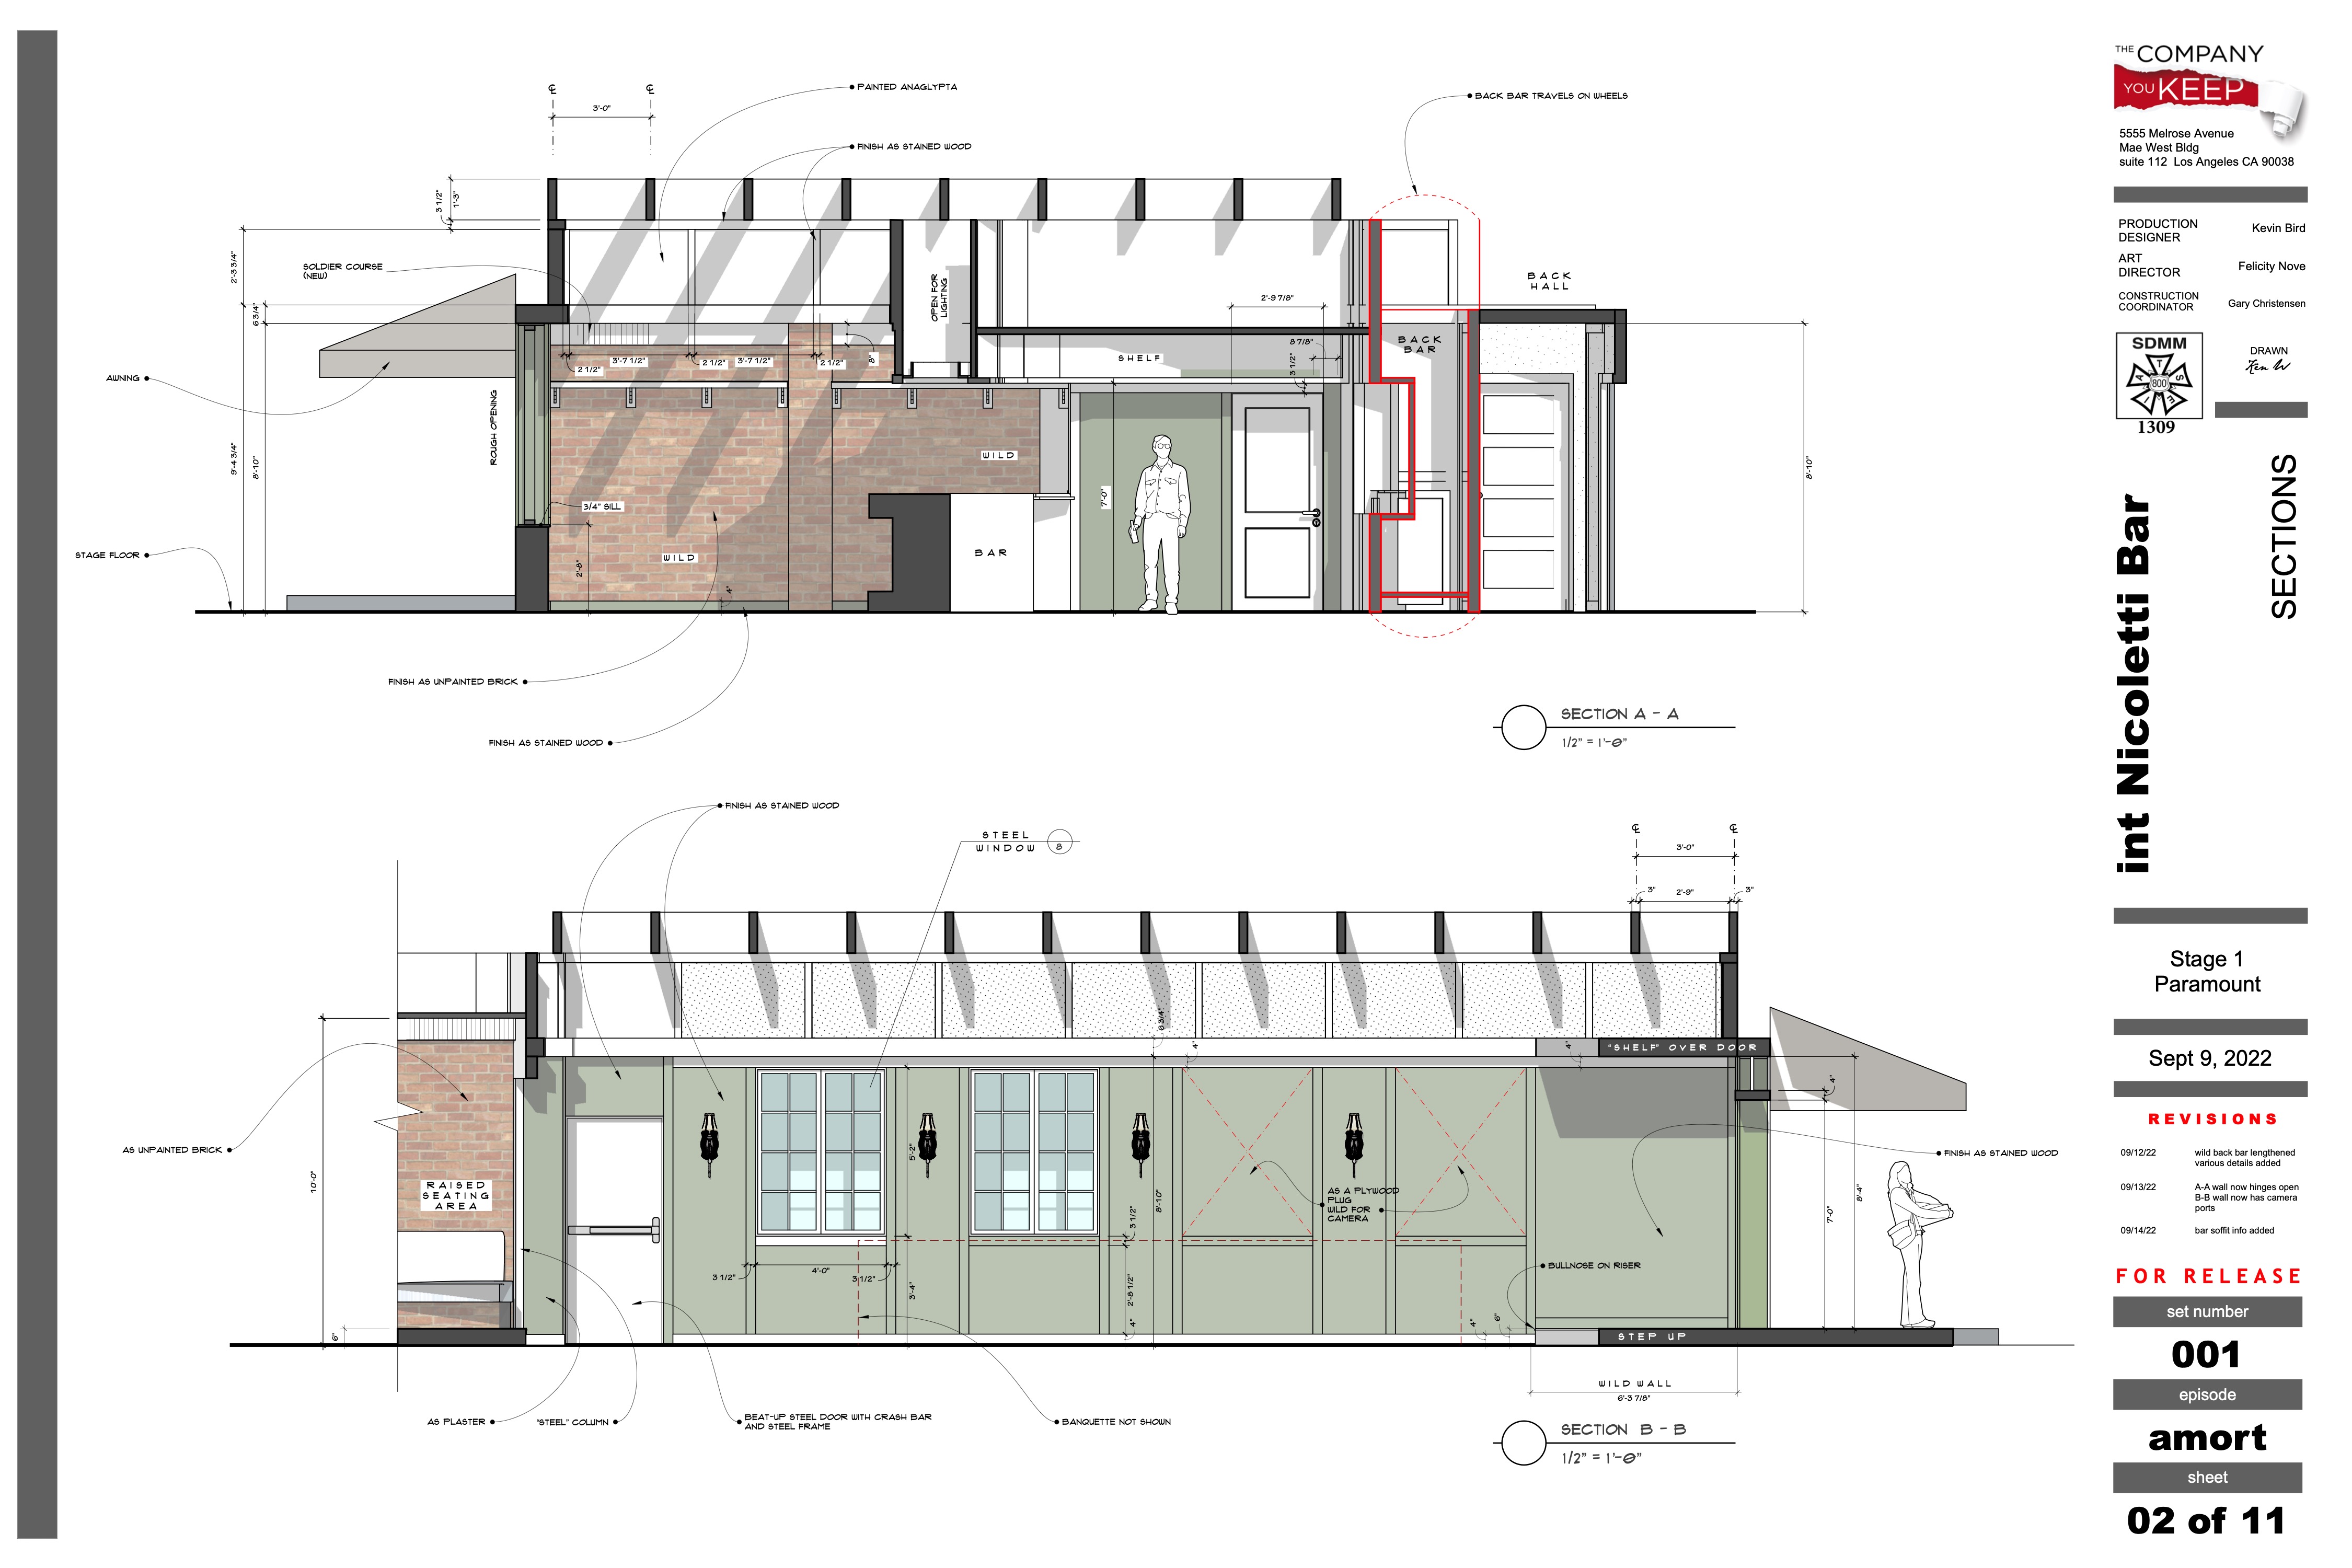 PAINTED ANAGLYPTA
BACK BAR TRAVELS ON WHEELS
3'-0"
FINISH AS STAINED WOOD
3 1/2"
1'-3"
2'-3 3/4"
SOLDIER COURSE
(NEW)
6 3/4"
OPEN FOR
LIGHTING
2'-9 7/8"
BACK
HALL
BACK
BAR
8 7/8"
3 1/2"
SHELF
3'-7 1/2"
3'-7 1/2"
2 1/2"
2 1/2"
2 1/2"
8"
AWNING
ROUGH OPENING
9'-4 3/4"
8'-10"
WILD
8'-10"
7'-0"
3/4" SILL
WILD
BAR
STAGE FLOOR
2'-8"
4"
FINISH AS UNPAINTED BRICK
FINISH AS STAINED WOOD
SECTION A - A
1/2" = 1'-0"
FINISH AS STAINED WOOD
STEEL
WINDOW
8
3'-0"
3"
2'-9"
3"
6 3/4"
4"
4"
"SHELF" OVER DOOR
4"
AS UNPAINTED BRICK
10'-0"
RAISED
SEATING
AREA
5'-2"
8'-10"
3 1/2"
AS A PLYWOOD
PLUG
WILD FOR
CAMERA
FINISH AS STAINED WOOD
8'-4"
7'-0"
BULLNOSE ON RISER
3 1/2"
4'-0"
3 1/2"
3'-4"
2'-8 1/2"
4"
4"
6"
6"
STEP UP
WILD WALL
6'-3 7/8"
AS PLASTER
"STEEL" COLUMN
BEAT-UP STEEL DOOR WITH CRASH BAR
AND STEEL FRAME
BANQUETTE NOT SHOWN
SECTION B - B
1/2" = 1'-0"
THE COMPANY
YOU KEEP
5555 Melrose Avenue
Mae West Bldg
suite 112 Los Angeles CA 90038
PRODUCTION
DESIGNER
Kevin Bird
ART
DIRECTOR
Felicity Nove
CONSTRUCTION
COORDINATOR
Gary Christensen
SDMM
IATSE
800
1309
DRAWN
Ken W
int Nicoletti Bar
SECTIONS
Stage 1
Paramount
Sept 9, 2022
REVISIONS
09/12/22 wild back bar lengthened
various details added
09/13/22 A-A wall now hinges open
B-B wall now has camera
ports
09/14/22 bar soffit info added
FOR RELEASE
set number
001
episode
amort
sheet
02 of 11